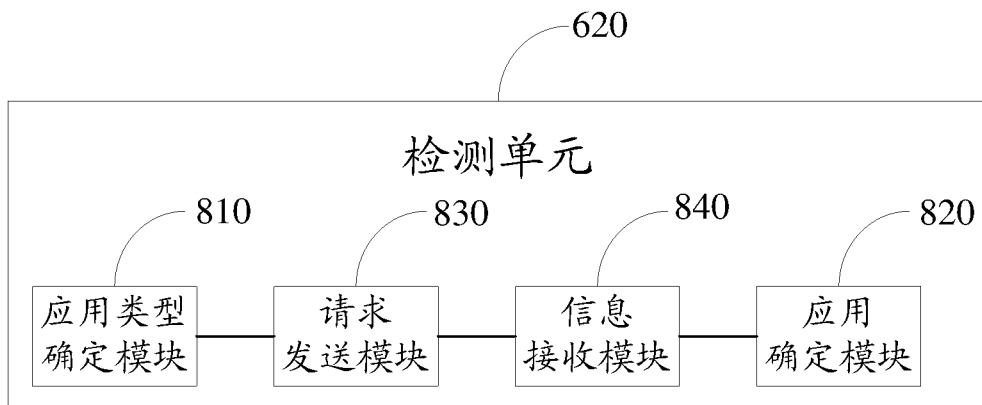 620
检测单元
810
830
840
820
应用类型
确定模块
请求
发送模块
信息
接收模块
应用
确定模块